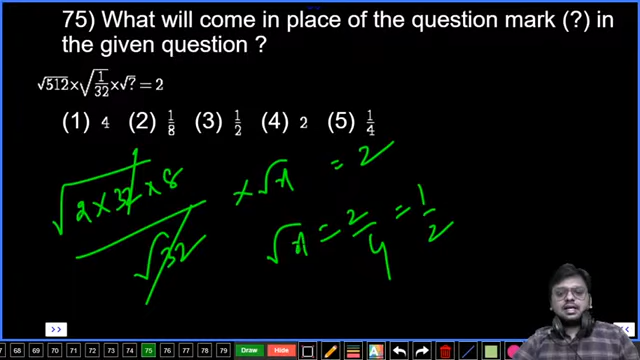 75) What will come in place of the question mark (?) in
the given question ?
√512 × √(1/32) × √? = 2
(1) 4 (2) 1/8 (3) 1/2 (4) 2 (5) 1/4
√(2 × 32 × 8) / √32 × √x = 2
1
√x = 2/4 = 1/2
>> 68 69 70 71 72 73 74 75 76 77 78 79 Draw Hide >>